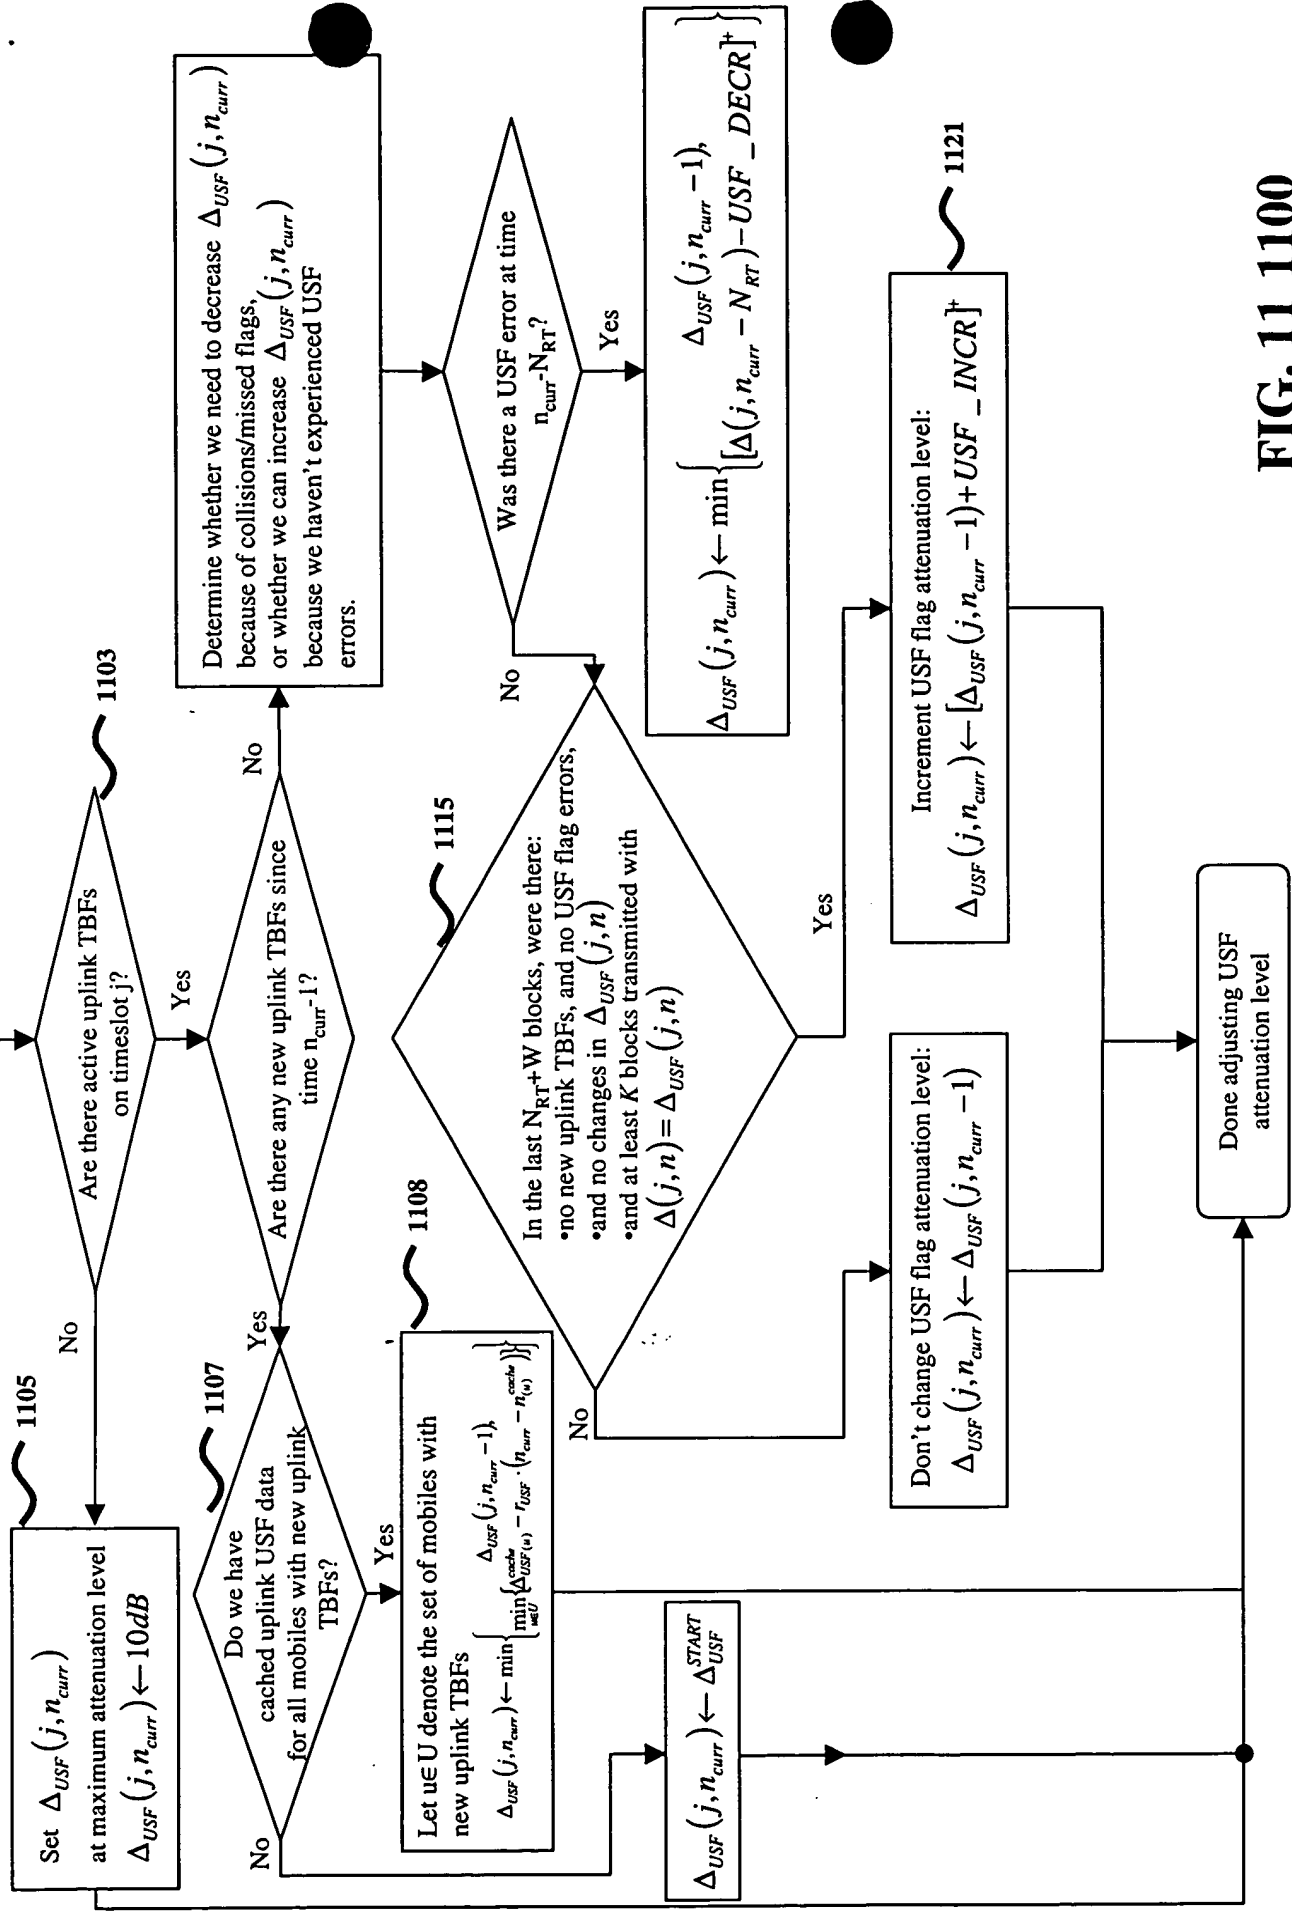 1103
Are there active uplink TBFs
on timeslot j?
No
Yes
1105
Set Δ_USF(j,n_curr)
at maximum attenuation level
Δ_USF(j,n_curr)←10dB
Are there any new uplink TBFs since
time n_curr-1?
Yes
No
1107
Do we have
cached uplink USF data
for all mobiles with new uplink
TBFs?
No
Yes
1108
Let u∈U denote the set of mobiles with
new uplink TBFs
Δ_USF(j,n_curr)←min{Δ_USF(j,n_curr −1),
min_{u∈U}{Δ^cache_USF(u) − r_USF·(n_curr − n^cache_(u))}}
Δ_USF(j,n_curr)←Δ^START_USF
Determine whether we need to decrease Δ_USF(j,n_curr)
because of collisions/missed flags,
or whether we can increase Δ_USF(j,n_curr)
because we haven't experienced USF
errors.
Was there a USF error at time
n_curr-N_RT?
No
Yes
Δ_USF(j,n_curr)←min{Δ_USF(j,n_curr −1),
[Δ(j,n_curr − N_RT)−USF_DECR]⁺}
1115
In the last N_RT+W blocks, were there:
•no new uplink TBFs, and no USF flag errors,
•and no changes in Δ_USF(j,n)
•and at least K blocks transmitted with
Δ(j,n)=Δ_USF(j,n)
No
Yes
Don't change USF flag attenuation level:
Δ_USF(j,n_curr)←Δ_USF(j,n_curr −1)
1121
Increment USF flag attenuation level:
Δ_USF(j,n_curr)←[Δ_USF(j,n_curr −1)+USF_INCR]⁺
Done adjusting USF
attenuation level
FIG. 11 1100